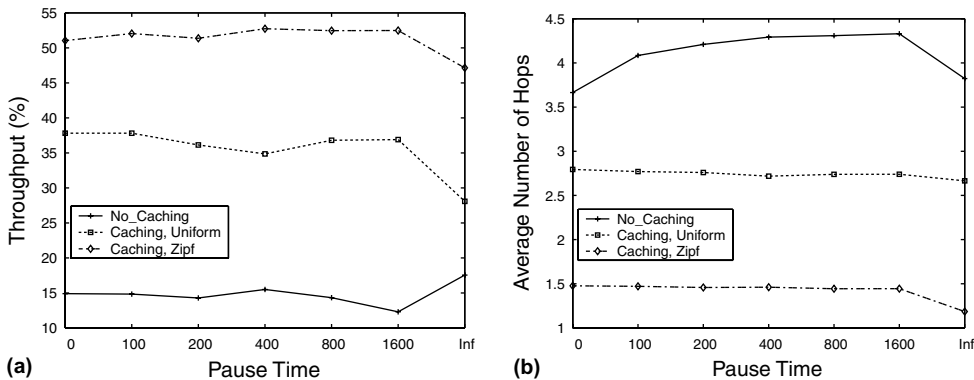 55
50
45
40
35
30
25
20
15
10
Throughput (%)
No_Caching
Caching, Uniform
Caching, Zipf
0 100 200 400 800 1600 Inf
Pause Time
(a)
4.5
4
3.5
3
2.5
2
1.5
1
Average Number of Hops
No_Caching
Caching, Uniform
Caching, Zipf
0 100 200 400 800 1600 Inf
Pause Time
(b)